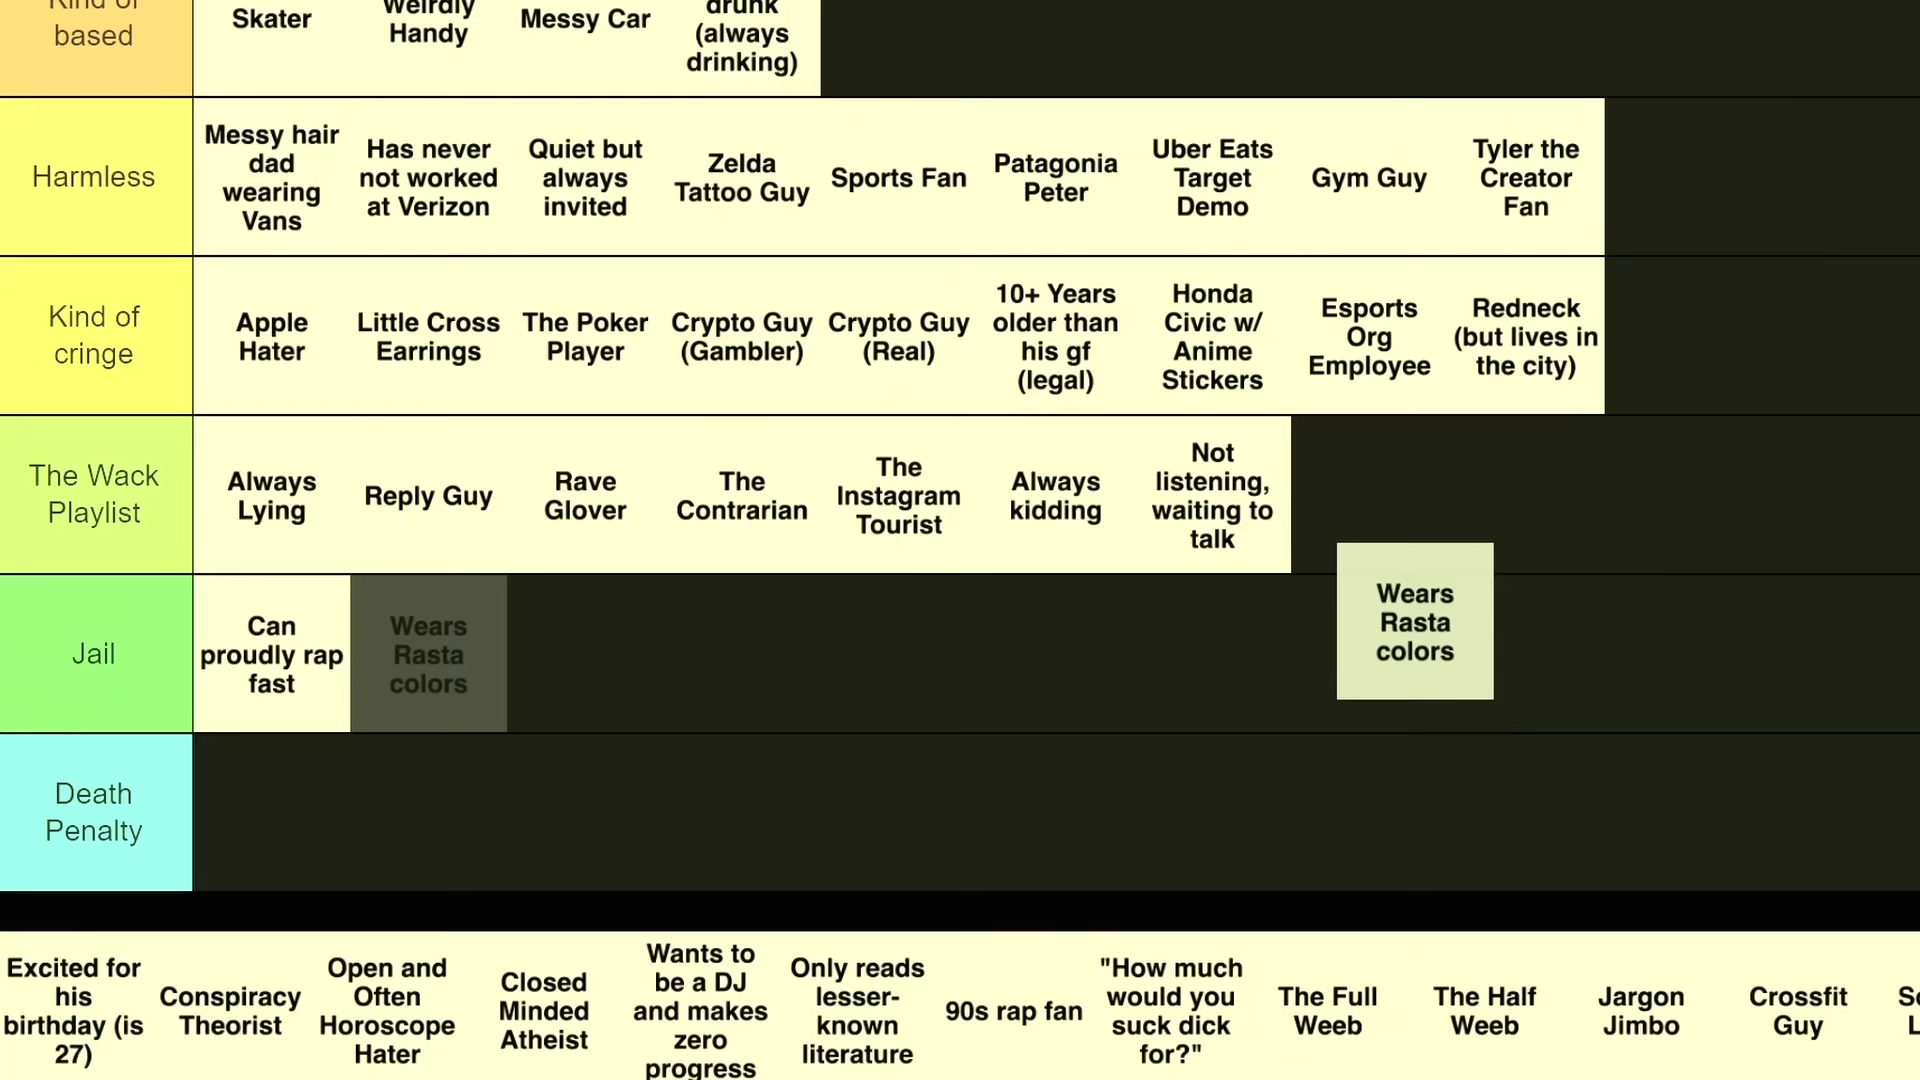 Kind of
based
Skater
Weirdly
Handy
Messy Car
drunk
(always
drinking)
Harmless
Messy hair
dad
wearing
Vans
Has never
not worked
at Verizon
Quiet but
always
invited
Zelda
Tattoo Guy
Sports Fan
Patagonia
Peter
Uber Eats
Target
Demo
Gym Guy
Tyler the
Creator
Fan
Kind of
cringe
Apple
Hater
Little Cross
Earrings
The Poker
Player
Crypto Guy
(Gambler)
Crypto Guy
(Real)
10+ Years
older than
his gf
(legal)
Honda
Civic w/
Anime
Stickers
Esports
Org
Employee
Redneck
(but lives in
the city)
The Wack
Playlist
Always
Lying
Reply Guy
Rave
Glover
The
Contrarian
The
Instagram
Tourist
Always
kidding
Not
listening,
waiting to
talk
Jail
Can
proudly rap
fast
Wears
Rasta
colors
Wears
Rasta
colors
Death
Penalty
Excited for
his
birthday (is
27)
Conspiracy
Theorist
Open and
Often
Horoscope
Hater
Closed
Minded
Atheist
Wants to
be a DJ
and makes
zero
progress
Only reads
lesser-
known
literature
90s rap fan
"How much
would you
suck dick
for?"
The Full
Weeb
The Half
Weeb
Jargon
Jimbo
Crossfit
Guy